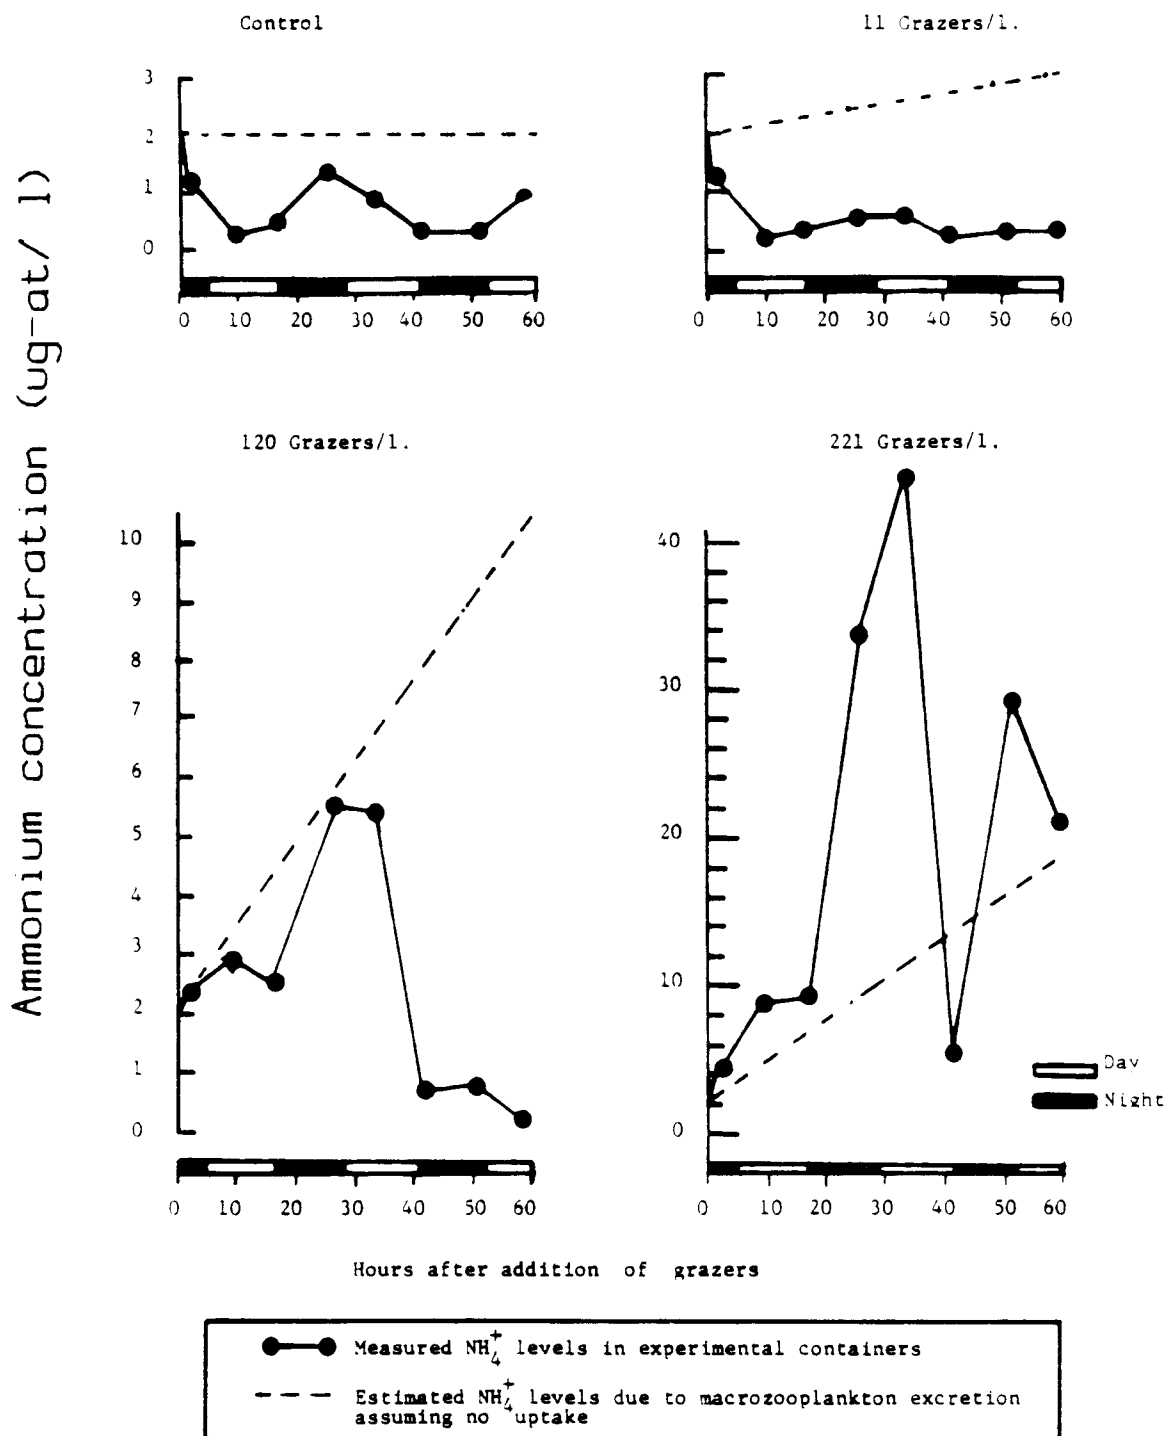 Control
11 Grazers/l.
3
2
1
0
0 10 20 30 40 50 60
0 10 20 30 40 50 60
Ammonium concentration (ug-at/ l)
120 Grazers/l.
221 Grazers/l.
10
9
8
7
6
5
4
3
2
1
0
40
30
20
10
0
Day
Night
0 10 20 30 40 50 60
0 10 20 30 40 50 60
Hours after addition of grazers
Measured NH4+ levels in experimental containers
Estimated NH4+ levels due to macrozooplankton excretion
assuming no uptake